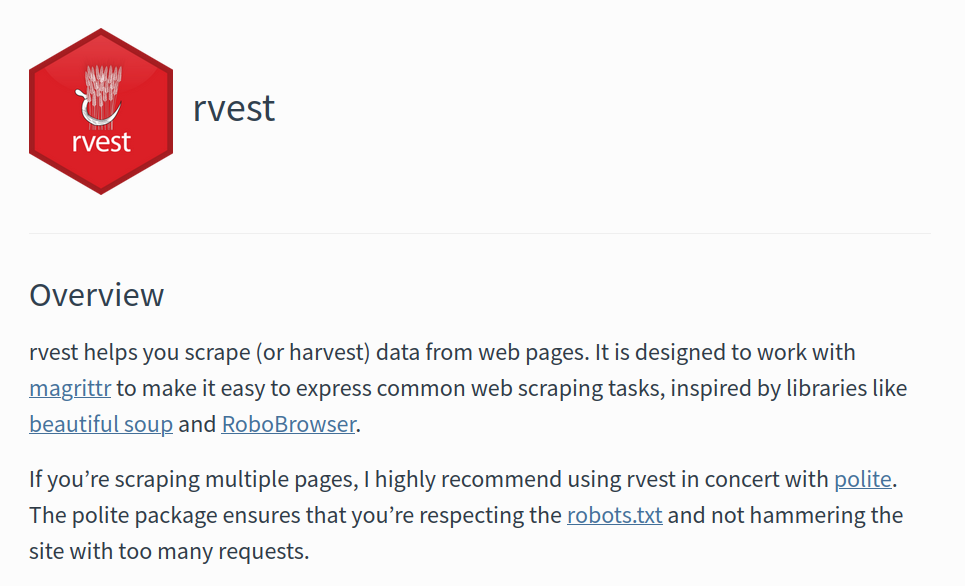 rvest
rvest
Overview
rvest helps you scrape (or harvest) data from web pages. It is designed to work with
magrittr to make it easy to express common web scraping tasks, inspired by libraries like
beautiful soup and RoboBrowser.
If you’re scraping multiple pages, I highly recommend using rvest in concert with polite.
The polite package ensures that you’re respecting the robots.txt and not hammering the
site with too many requests.